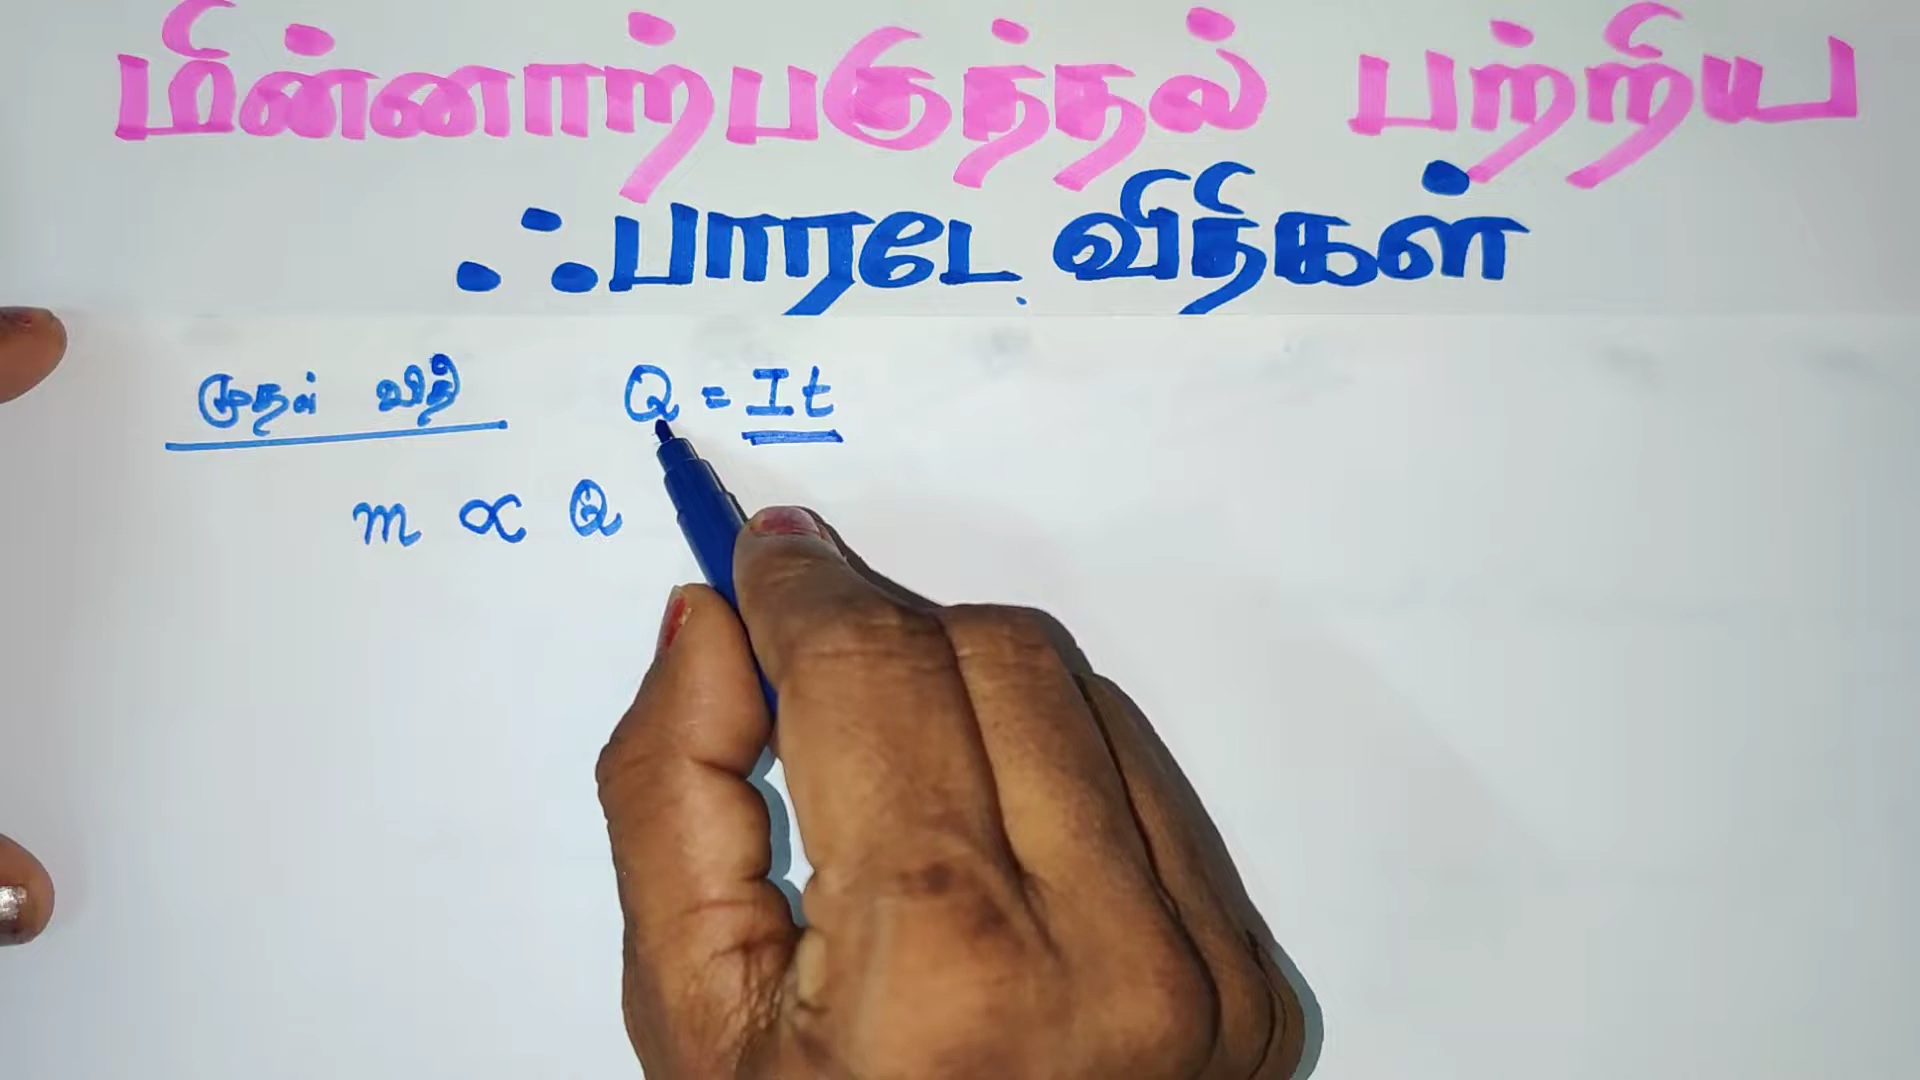 மின்னாற்பகுத்தல் பற்றிய
ஃபாரடே விதிகள்
முதல் விதி Q = It
m ∝ Q